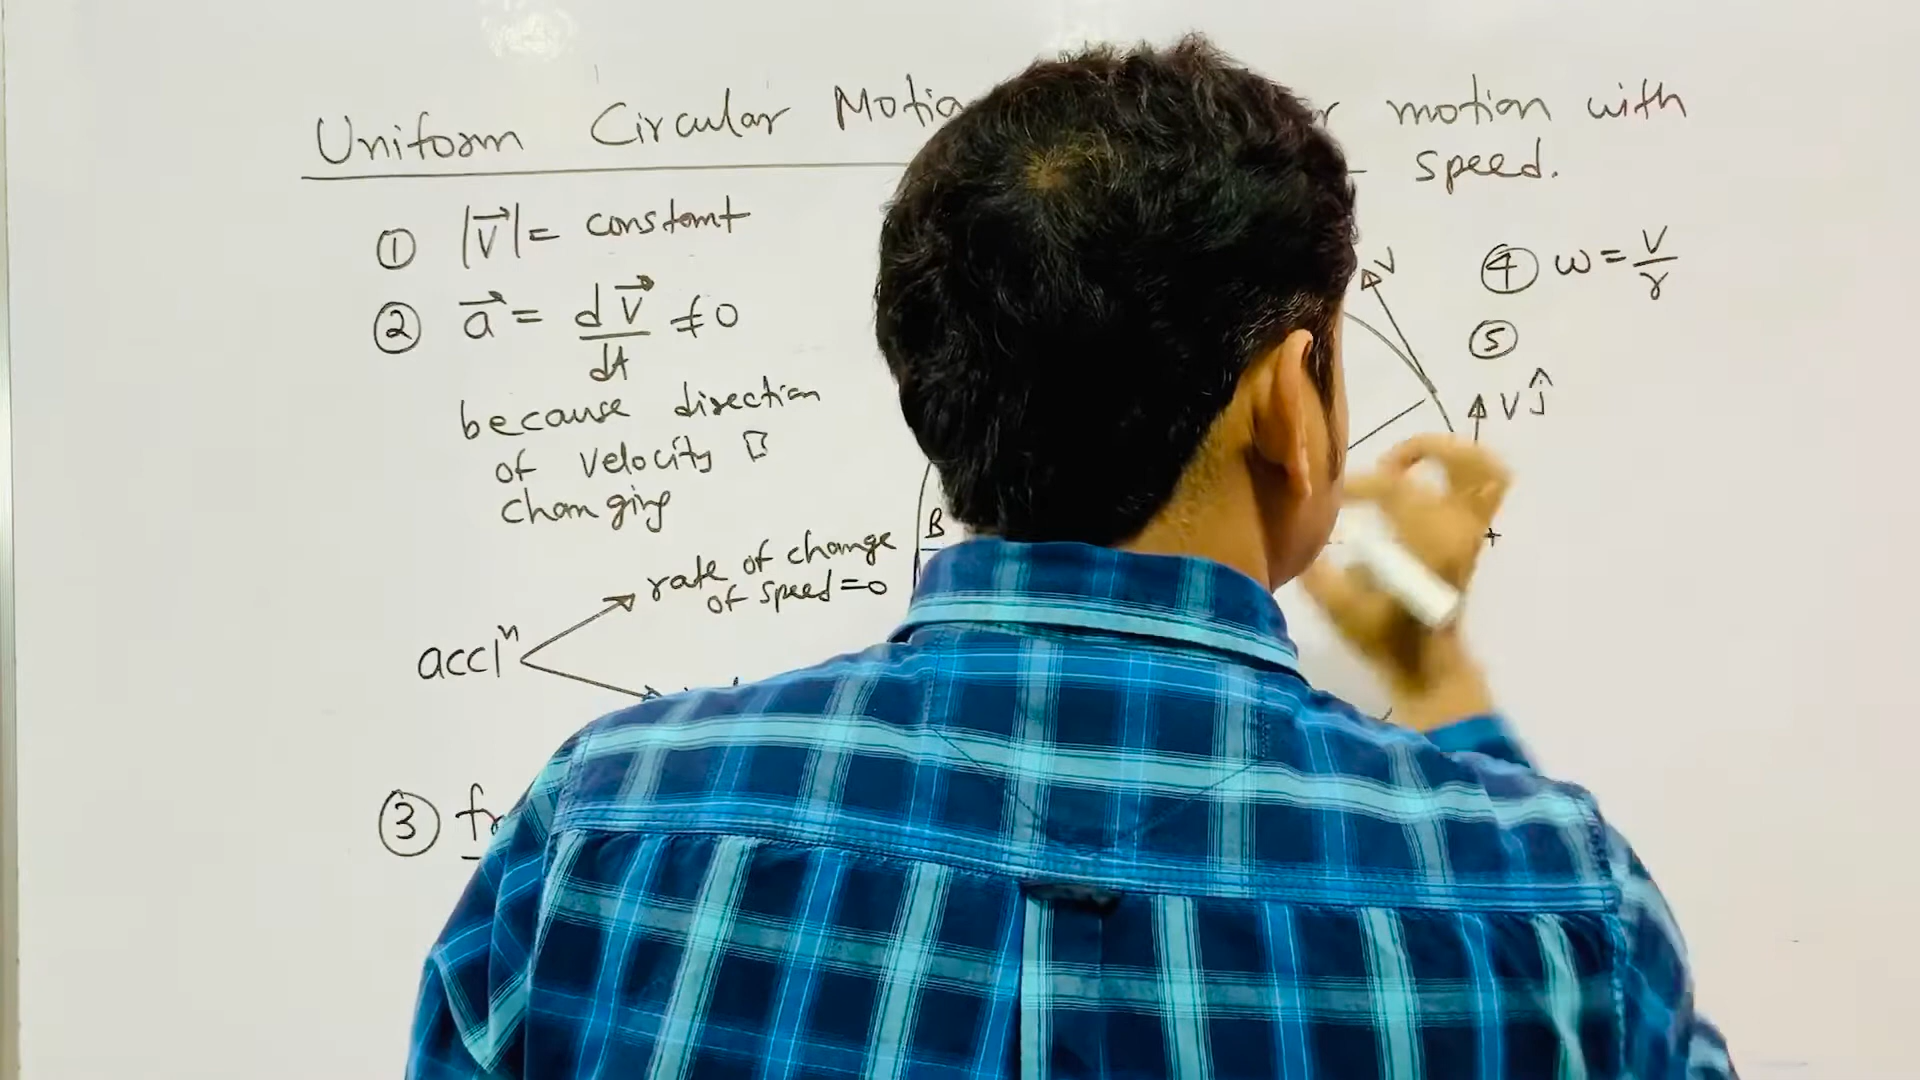 Uniform Circular Motio motion with
speed.
① |v⃗| = constant
② a⃗ = dv⃗/dt ≠ 0
because direction
of velocity is
changing
rate of change
of speed = 0
acclⁿ
③
B
V
④ ω = v/r
⑤
V ĵ